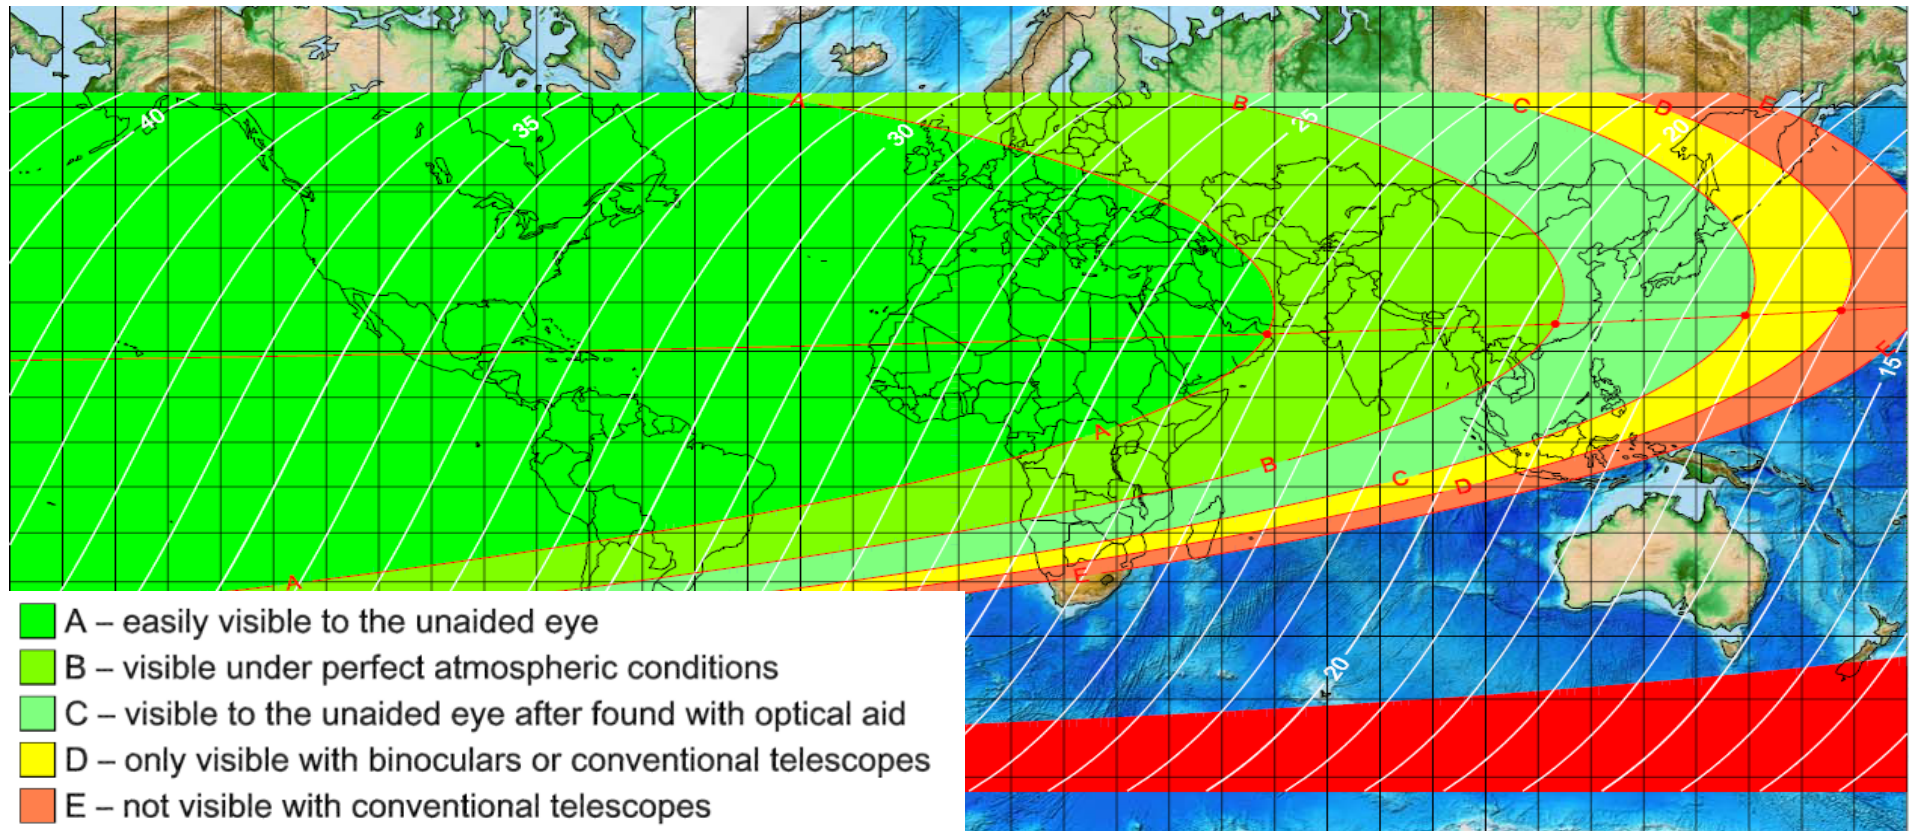 A
B
C
D
E
40
35
30
25
20
E
15
A
B
C
D
E
A
20
A – easily visible to the unaided eye
B – visible under perfect atmospheric conditions
C – visible to the unaided eye after found with optical aid
D – only visible with binoculars or conventional telescopes
E – not visible with conventional telescopes